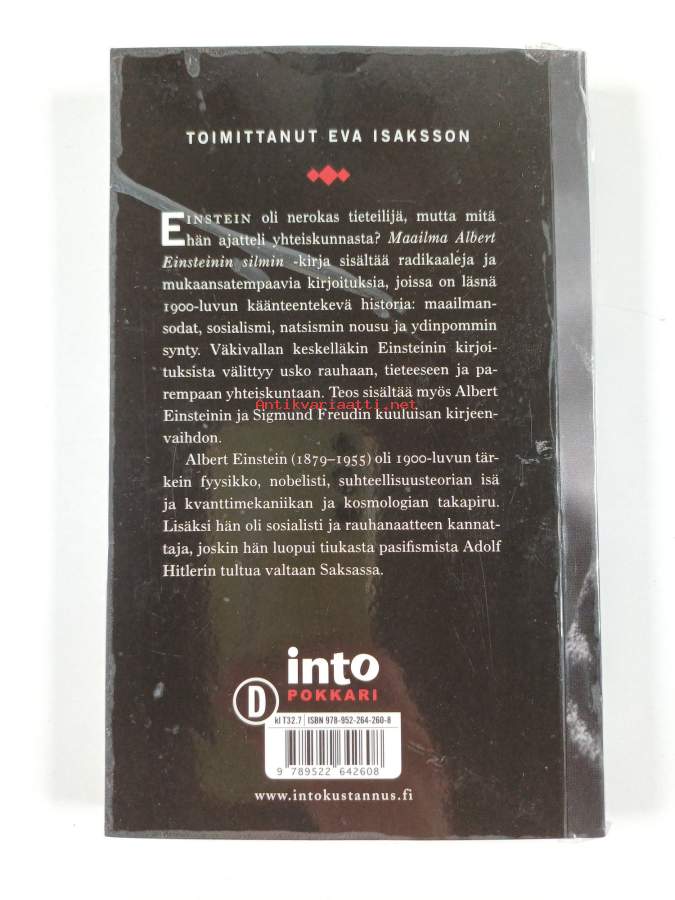 TOIMITTANUT EVA ISAKSSON
EINSTEIN oli nerokas tieteilijä, mutta mitä
hän ajatteli yhteiskunnasta? Maailma Albert
Einsteinin silmin -kirja sisältää radikaaleja ja
mukaansatempaavia kirjoituksia, joissa on läsnä
1900-luvun käänteentekevä historia: maailman-
sodat, sosialismi, natsismin nousu ja ydinpommin
synty. Väkivallan keskelläkin Einsteinin kirjoi-
tuksista välittyy usko rauhaan, tieteeseen ja pa-
rempaan yhteiskuntaan. Teos sisältää myös Albert
Antikvariaatti.net
Einsteinin ja Sigmund Freudin kuuluisan kirjeen-
vaihdon.
Albert Einstein (1879–1955) oli 1900-luvun tär-
kein fyysikko, nobelisti, suhteellisuusteorian isä
ja kvanttimekaniikan ja kosmologian takapiru.
Lisäksi hän oli sosialisti ja rauhanaatteen kannat-
taja, joskin hän luopui tiukasta pasifismista Adolf
Hitlerin tultua valtaan Saksassa.
into
POKKARI
D
kl T32.7 | ISBN 978-952-264-260-8
9 789522 642608
www.intokustannus.fi